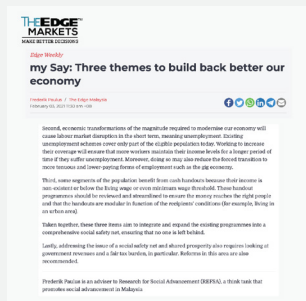 THEEDGE
MARKETS
MAKE BETTER DECISIONS
Edge Weekly
my Say: Three themes to build back better our
economy
Frederik Paulus / The Edge Malaysia
February 03, 2021 11:30 am +08
Second, economic transformations of the magnitude required to modernise our economy will
cause labour market disruption in the short term, meaning unemployment. Existing
unemployment schemes cover only part of the eligible population today. Working to increase
their coverage will ensure that more workers maintain their income levels for a longer period of
time if they suffer unemployment. Moreover, doing so may also reduce the forced transition to
more tenuous and lower-paying forms of employment such as the gig economy.
Third, some segments of the population benefit from cash handouts because their income is
non-existent or below the living wage or even minimum wage threshold. These handout
programmes should be reviewed and streamlined to ensure the money reaches the right people
and that the handouts are modular in function of the recipients' conditions (for example, living in
an urban area).
Taken together, these three items aim to integrate and expand the existing programmes into a
comprehensive social safety net, ensuring that no one is left behind.
Lastly, addressing the issue of a social safety net and shared prosperity also requires looking at
government revenues and a fair tax burden, in particular. Reforms in this area are also
recommended.
Frederik Paulus is an adviser to Research for Social Advancement (REFSA), a think tank that
promotes social advancement in Malaysia